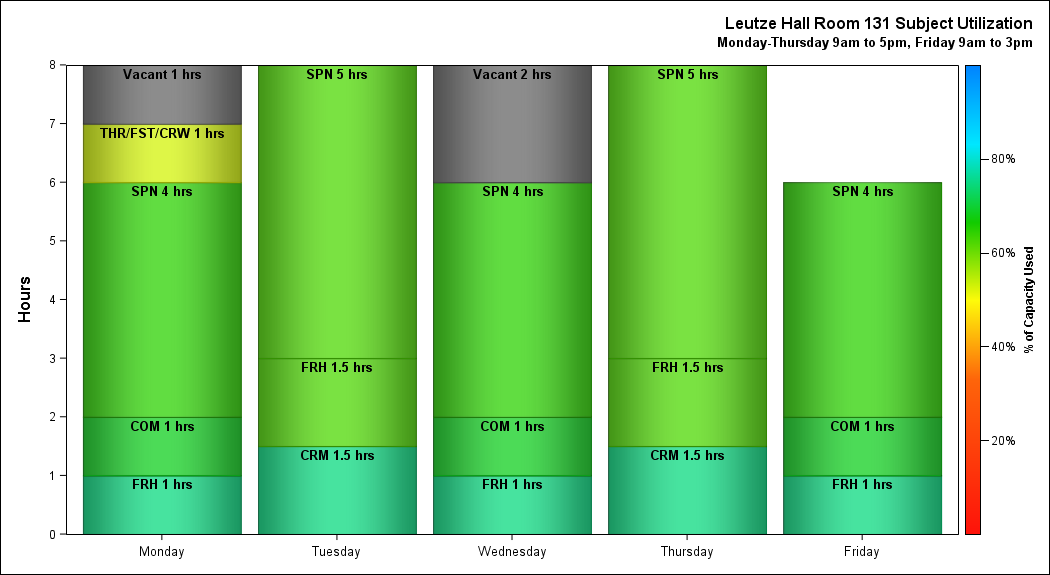 Leutze Hall Room 131 Subject Utilization
Monday-Thursday 9am to 5pm, Friday 9am to 3pm
Hours
8
7
6
5
4
3
2
1
0
Vacant 1 hrs
THR/FST/CRW 1 hrs
SPN 4 hrs
COM 1 hrs
FRH 1 hrs
Monday
SPN 5 hrs
FRH 1.5 hrs
CRM 1.5 hrs
Tuesday
Vacant 2 hrs
SPN 4 hrs
COM 1 hrs
FRH 1 hrs
Wednesday
SPN 5 hrs
FRH 1.5 hrs
CRM 1.5 hrs
Thursday
SPN 4 hrs
COM 1 hrs
FRH 1 hrs
Friday
80%
60%
40%
20%
% of Capacity Used